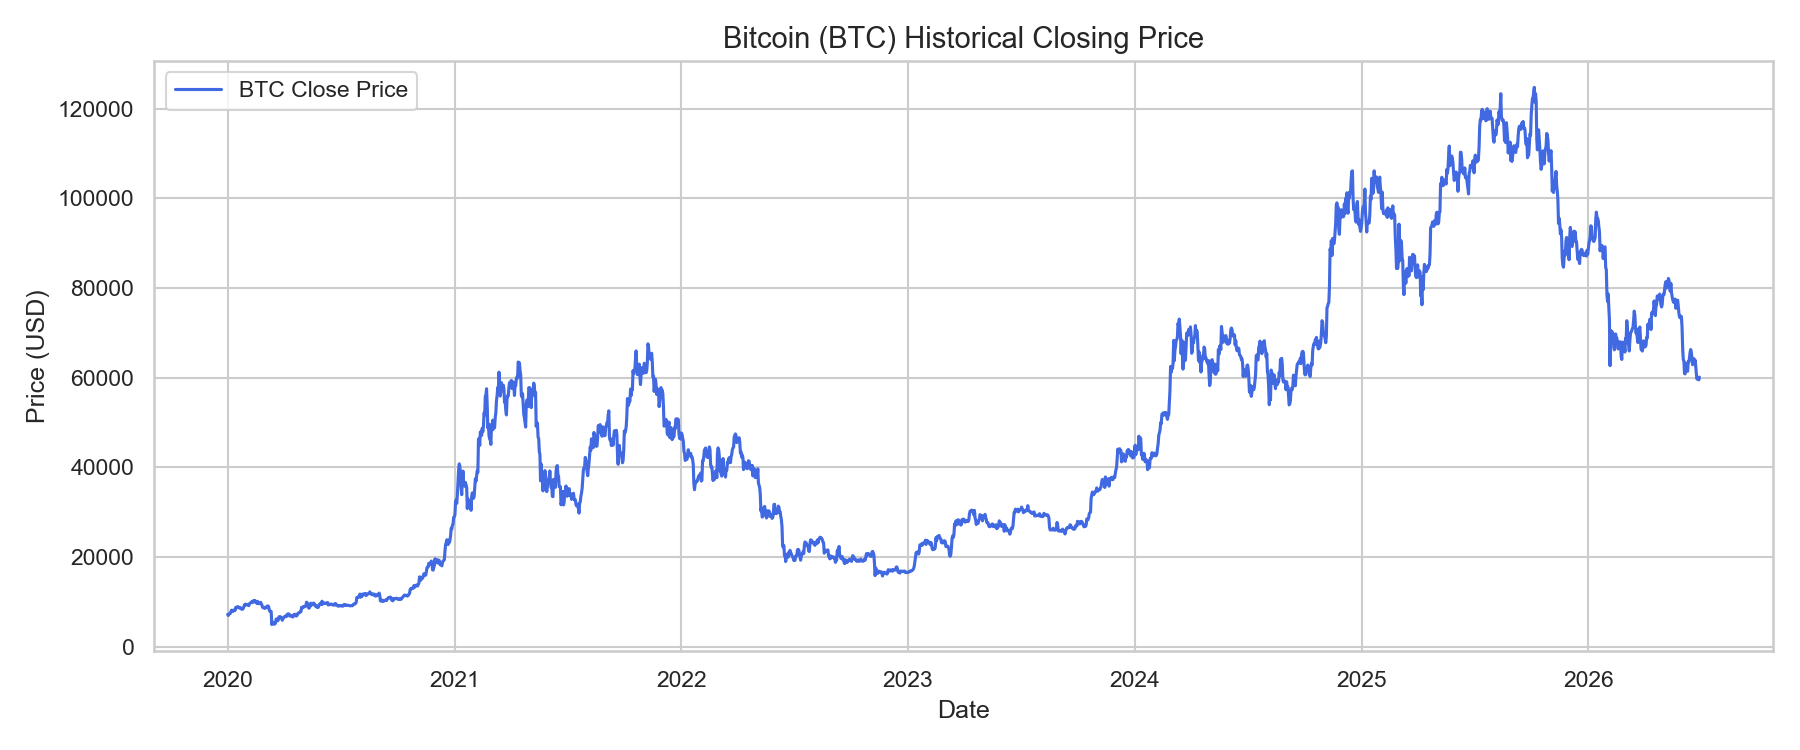 Bitcoin (BTC) Historical Closing Price
BTC Close Price
Price (USD)
120000
100000
80000
60000
40000
20000
0
2020 2021 2022 2023 2024 2025 2026
Date